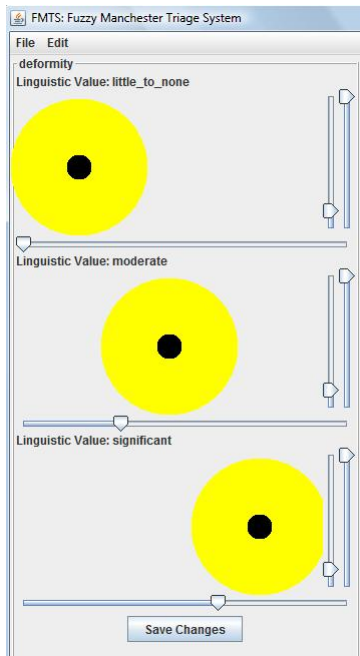 FMTS: Fuzzy Manchester Triage System
File Edit
deformity
Linguistic Value: little_to_none
Linguistic Value: moderate
Linguistic Value: significant
Save Changes